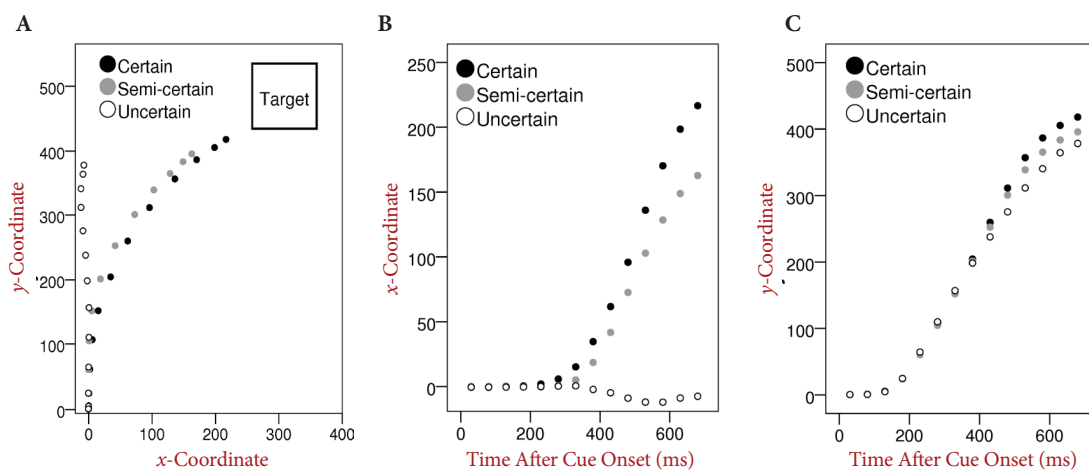 A
Certain
Semi-certain
Uncertain
Target
500
400
300
200
100
0
0 100 200 300 400
y-Coordinate
x-Coordinate
B
Certain
Semi-certain
Uncertain
250
200
150
100
50
0
0 200 400 600
x-Coordinate
Time After Cue Onset (ms)
C
Certain
Semi-certain
Uncertain
500
400
300
200
100
0
0 200 400 600
y-Coordinate
Time After Cue Onset (ms)